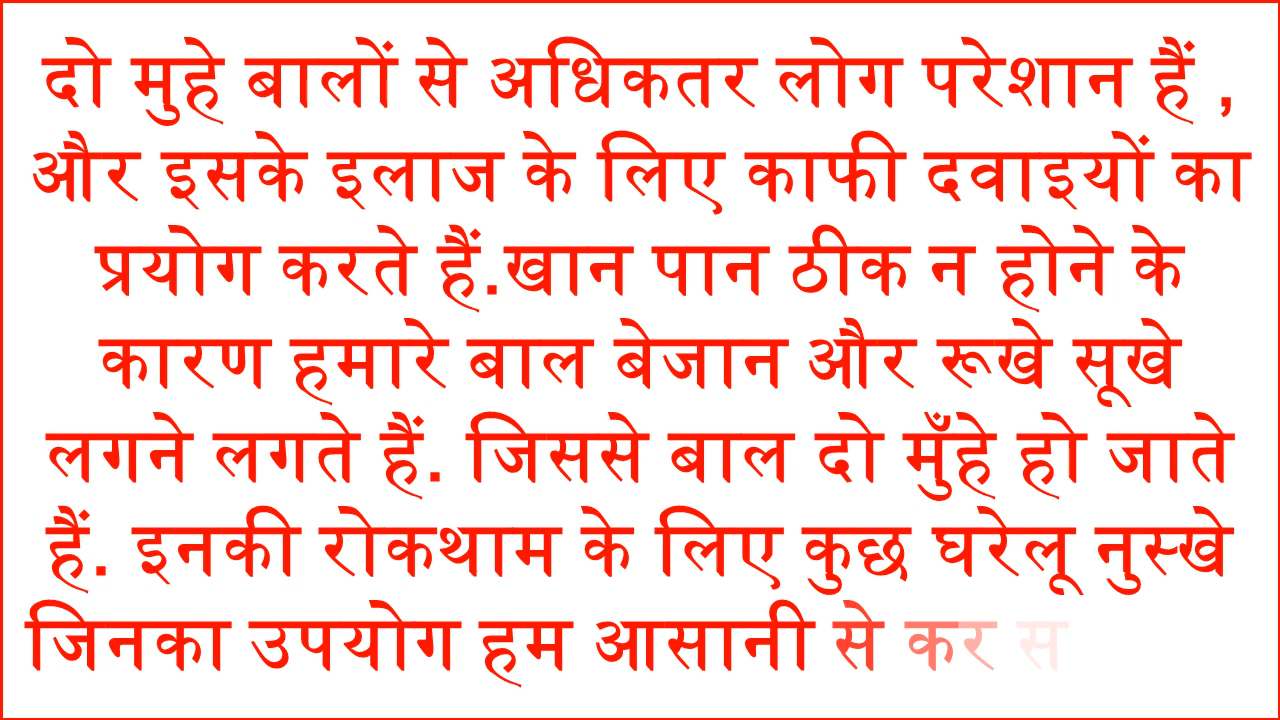 दो मुहे बालों से अधिकतर लोग परेशान हैं ,
और इसके इलाज के लिए काफी दवाइयों का
प्रयोग करते हैं.खान पान ठीक न होने के
कारण हमारे बाल बेजान और रूखे सूखे
लगने लगते हैं. जिससे बाल दो मुँहे हो जाते
हैं. इनकी रोकथाम के लिए कुछ घरेलू नुस्खे
जिनका उपयोग हम आसानी से कर स